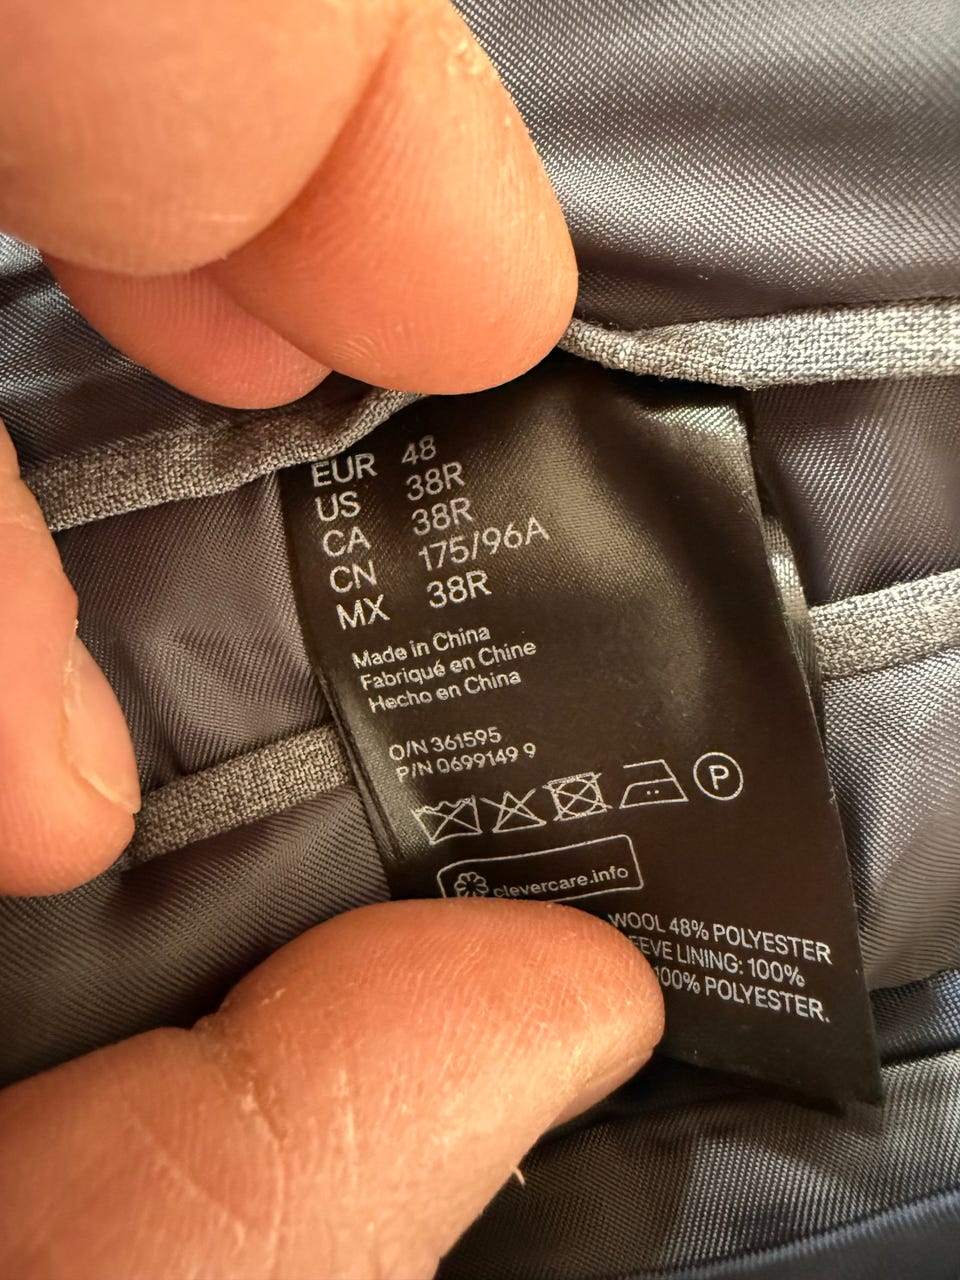 EUR 48
US 38R
CA 38R
CN 175/96A
MX 38R
Made in China
Fabriqué en Chine
Hecho en China
O/N 361595
P/N 0699149 9
P
clevercare.info
WOOL 48% POLYESTER
LINING: 100%
100% POLYESTER.